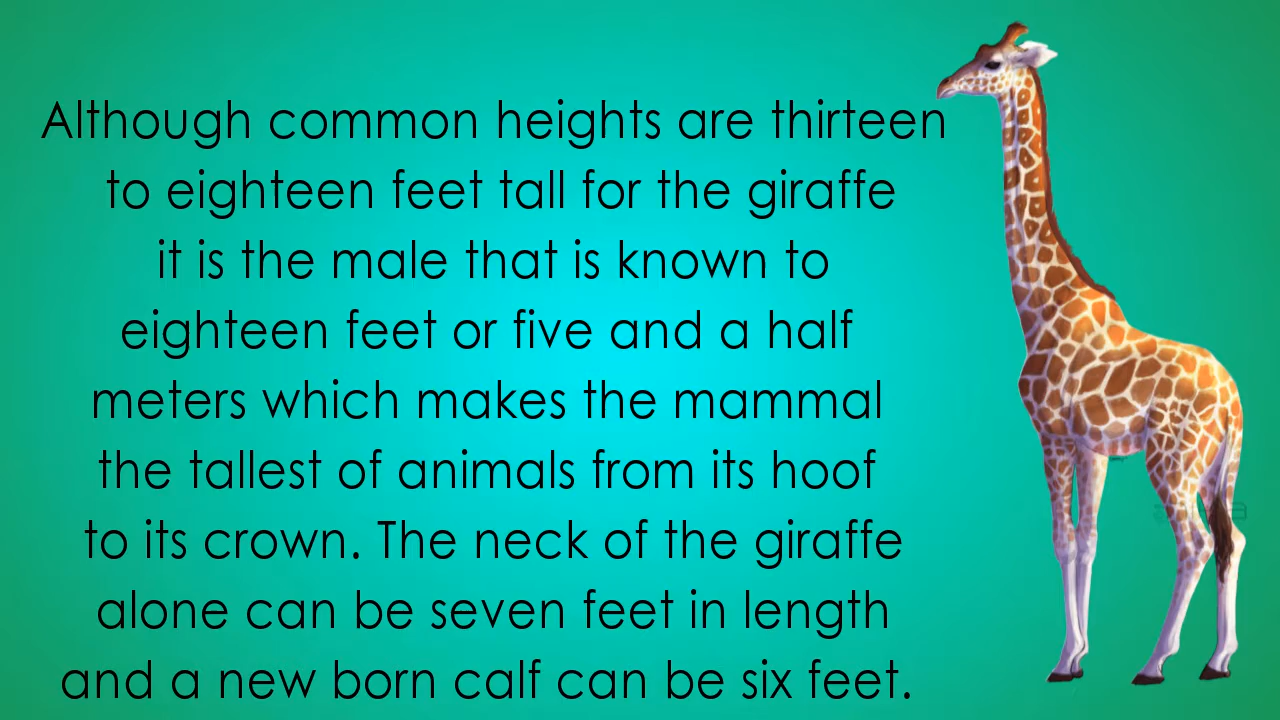 Although common heights are thirteen
to eighteen feet tall for the giraffe
it is the male that is known to
eighteen feet or five and a half
meters which makes the mammal
the tallest of animals from its hoof
to its crown. The neck of the giraffe
alone can be seven feet in length
and a new born calf can be six feet.